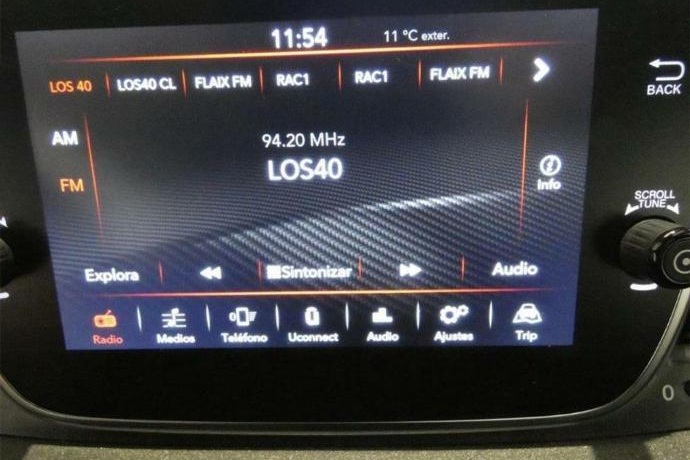 11:54 11 °C exter.
LOS 40 LOS40 CL FLAIX FM RAC1 RAC1 FLAIX FM
BACK
AM
94.20 MHz
LOS40
FM
Info
SCROLL
TUNE
Explora Sintonizar Audio
Radio Medios Teléfono Uconnect Audio Ajustes Trip
0